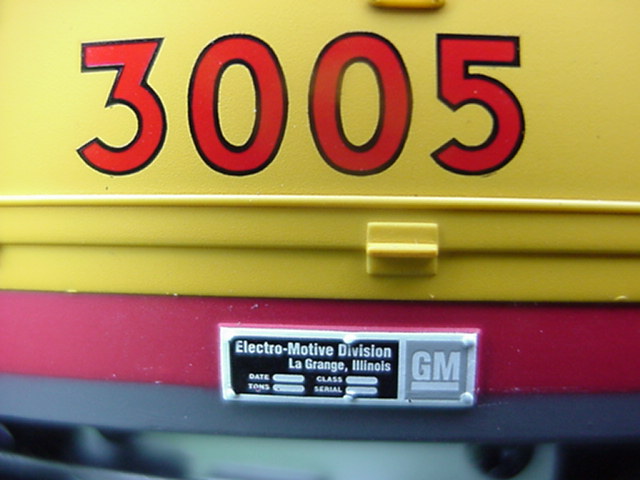 3005
Electro-Motive Division
La Grange, Illinois
GM
DATE CLASS
TONS SERIAL